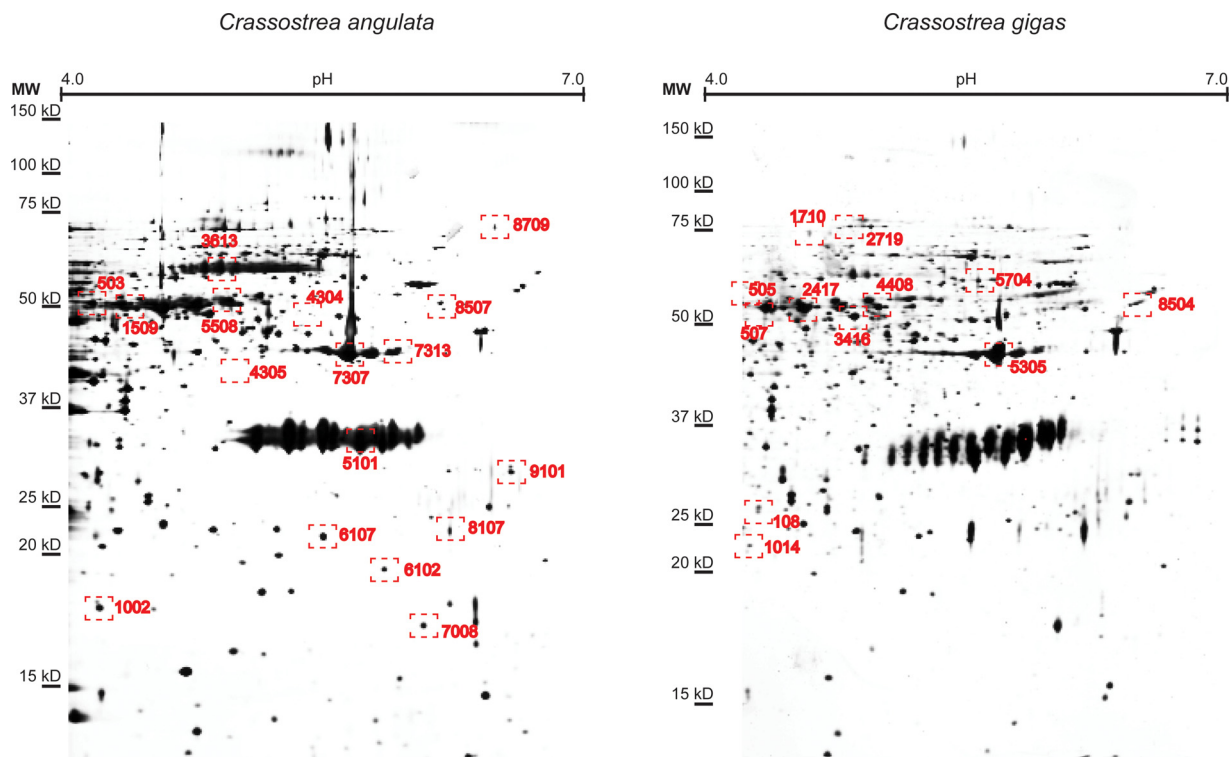 Crassostrea angulata
Crassostrea gigas
4.0
pH
7.0
MW
150 kD
100 kD
75 kD
50 kD
37 kD
25 kD
20 kD
15 kD
8709
3613
503
1509
5508
4304
8507
4305
7307
7313
5101
9101
6107
8107
6102
1002
7008
4.0
pH
7.0
MW
150 kD
100 kD
75 kD
50 kD
37 kD
25 kD
20 kD
15 kD
1710
2719
5704
505
2417
4408
8504
507
3416
5305
108
1014